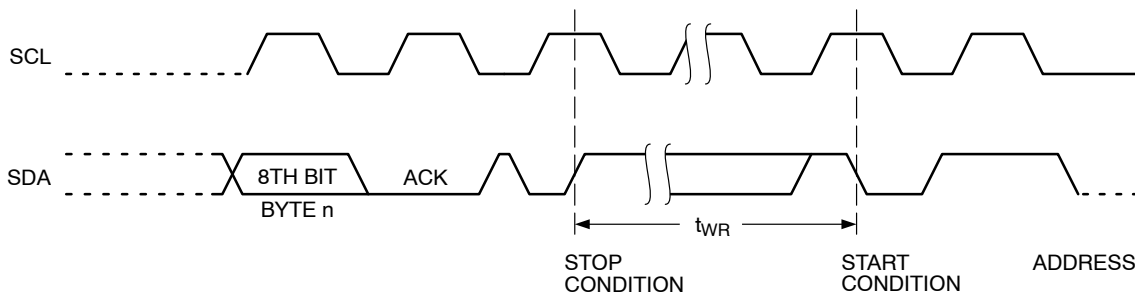 SCL
SDA
8TH BIT
ACK
BYTE n
tWR
STOP
CONDITION
START
CONDITION
ADDRESS